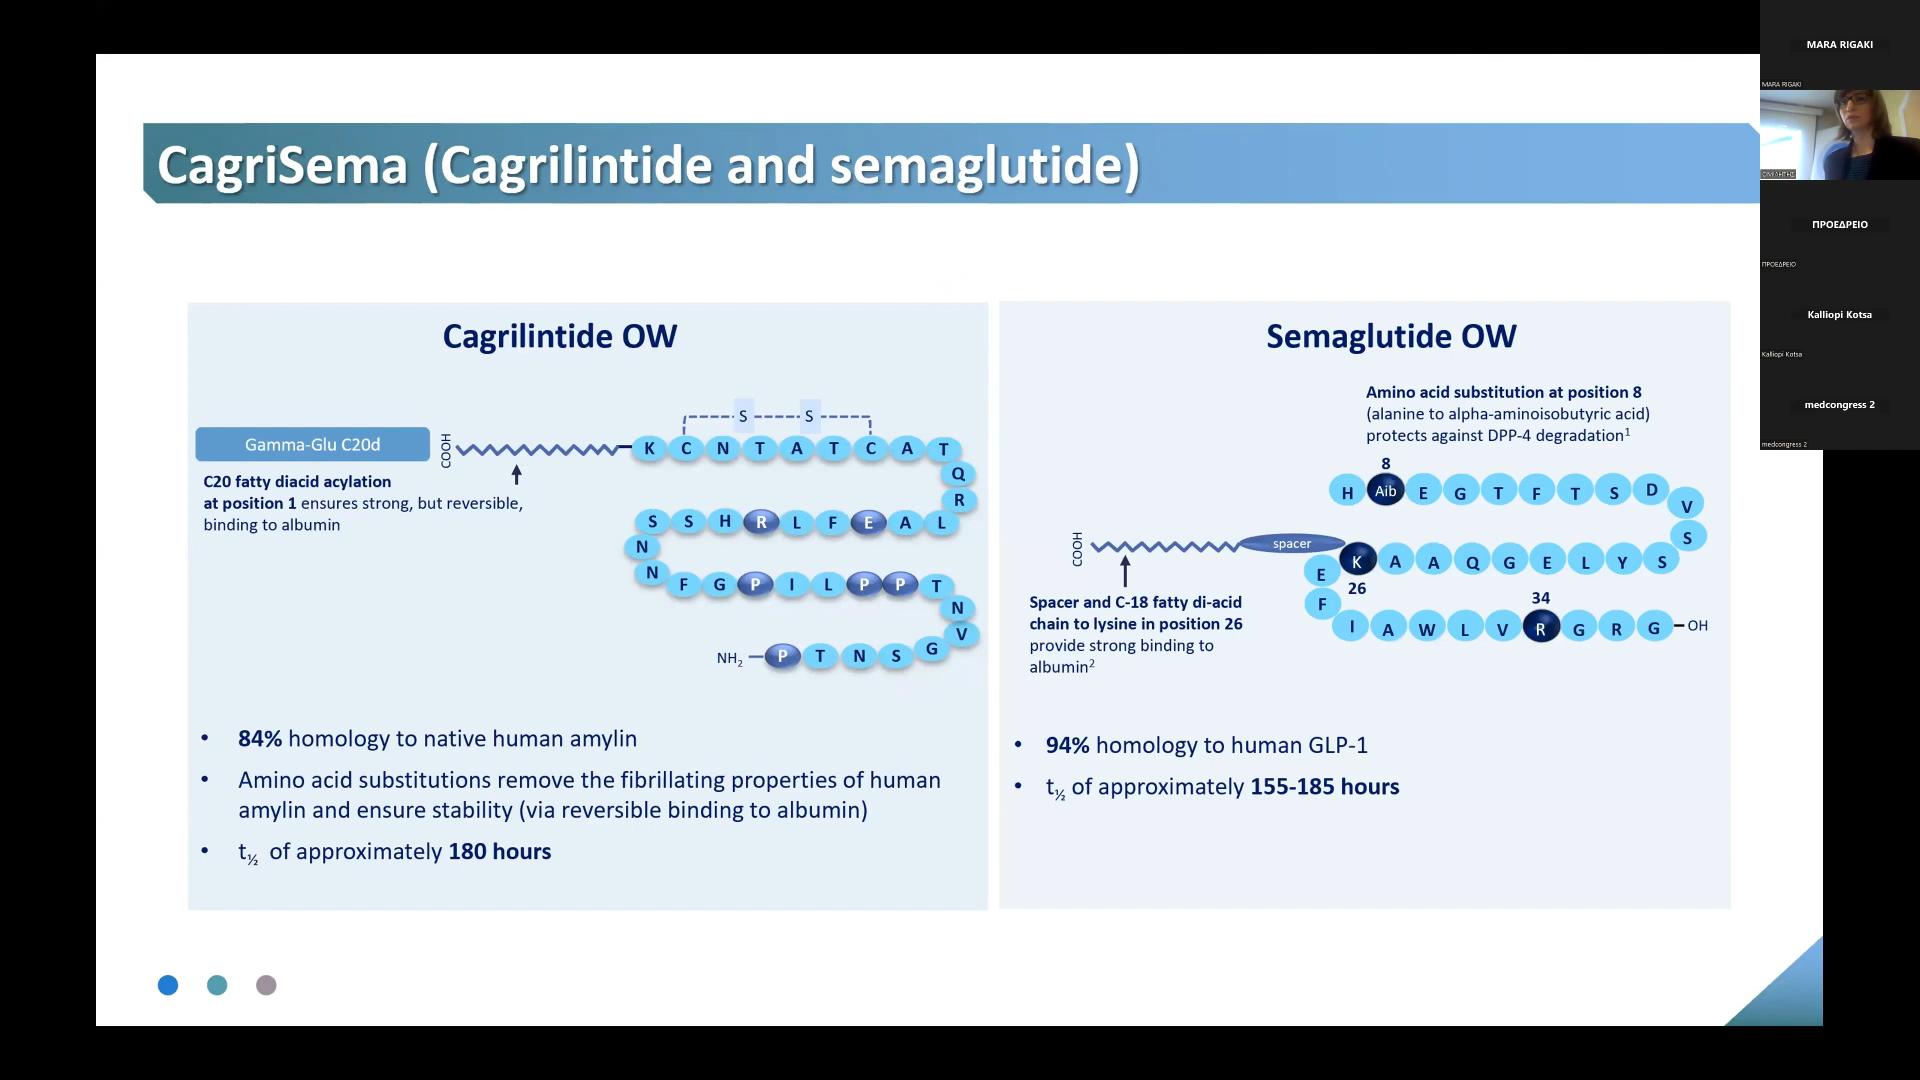 CagriSema (Cagrilintide and semaglutide)
Cagrilintide OW
S S
Gamma-Glu C20d
COOH
K C N T A T C A T
Q
R
S S H R L F E A L
N
N
F G P I L P P T
N
V
NH₂ P T N S G
C20 fatty diacid acylation
at position 1 ensures strong, but reversible,
binding to albumin
• 84% homology to native human amylin
• Amino acid substitutions remove the fibrillating properties of human
amylin and ensure stability (via reversible binding to albumin)
• t½ of approximately 180 hours
Semaglutide OW
Amino acid substitution at position 8
(alanine to alpha-aminoisobutyric acid)
protects against DPP-4 degradation¹
8
H Aib E G T F T S D
V
S
COOH
spacer
K A A Q G E L Y S
E
26
F
34
I A W L V R G R G OH
Spacer and C-18 fatty di-acid
chain to lysine in position 26
provide strong binding to
albumin²
• 94% homology to human GLP-1
• t½ of approximately 155-185 hours
MARA RIGAKI
MARA RIGAKI
ΟΜΙΛΗΤΗΣ
ΠΡΟΕΔΡΕΙΟ
ΠΡΟΕΔΡΕΙΟ
Kalliopi Kotsa
Kalliopi Kotsa
medcongress 2
medcongress 2